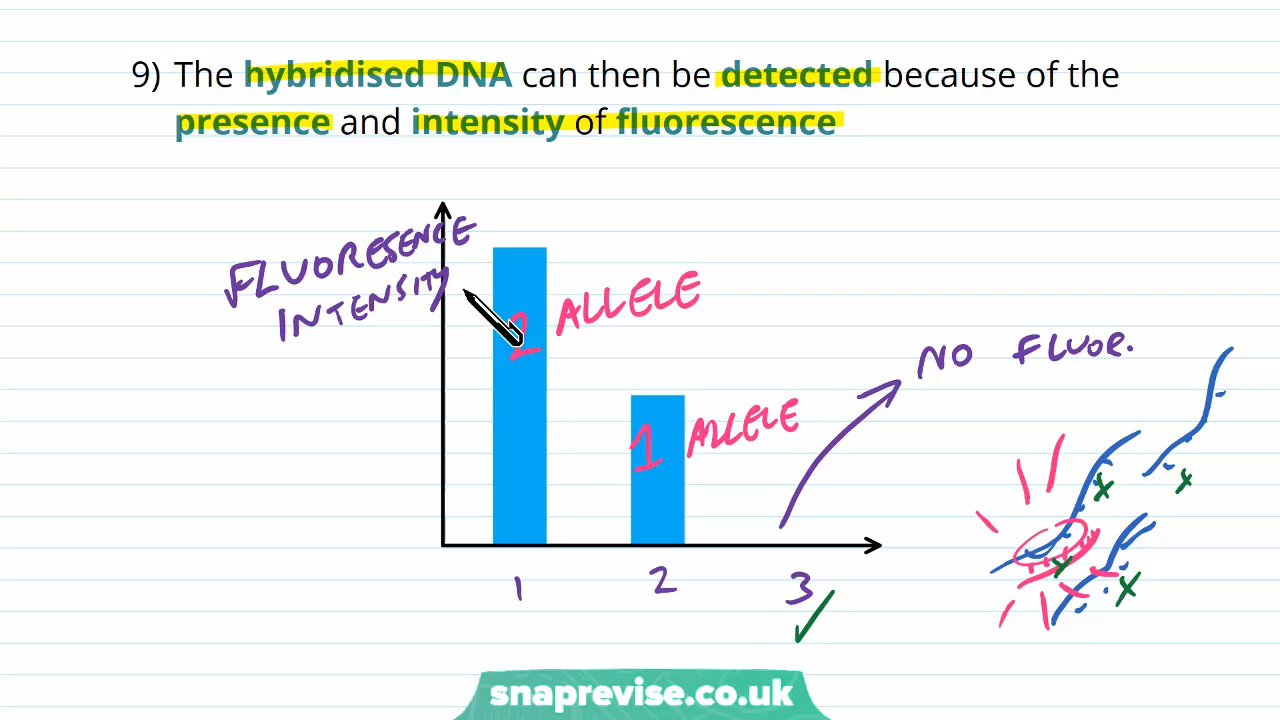 9) The hybridised DNA can then be detected because of the
presence and intensity of fluorescence
FLUORESENCE
INTENSITY
2 ALLELE
1 ALLELE
NO FLUOR.
1 2 3
snaprevise.co.uk